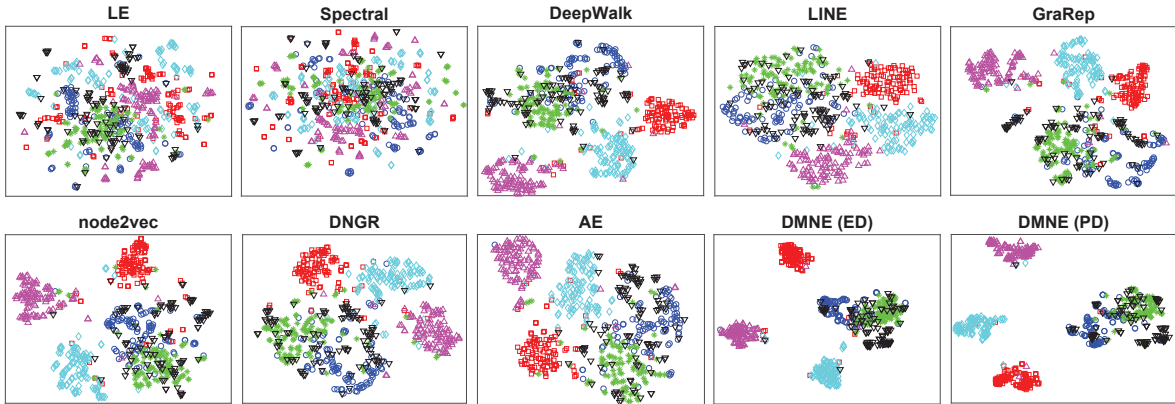 LE Spectral DeepWalk LINE GraRep
node2vec DNGR AE DMNE (ED) DMNE (PD)